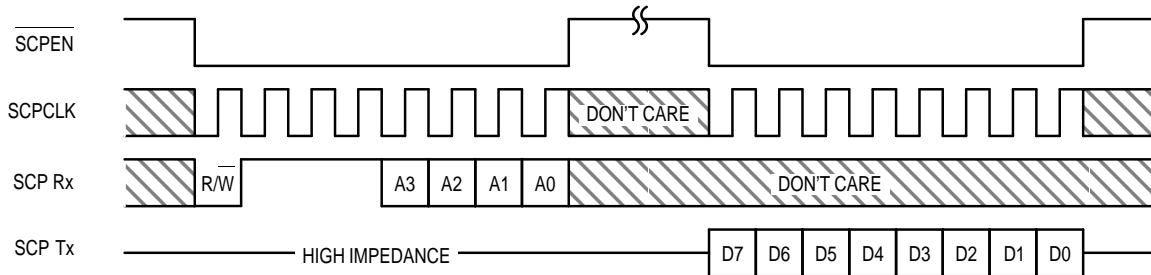 SCPEN
SCPCLK
DON'T CARE
SCP Rx
R/W
A3
A2
A1
A0
DON'T CARE
SCP Tx
HIGH IMPEDANCE
D7
D6
D5
D4
D3
D2
D1
D0